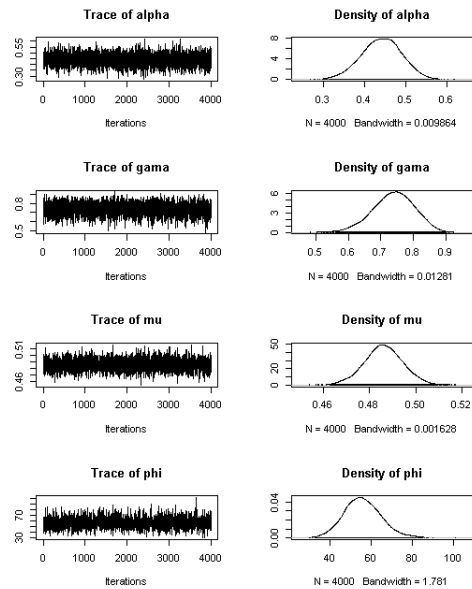 Trace of alpha
0.30 0.55
0 1000 2000 3000 4000
Iterations
Density of alpha
0 4 8
0.3 0.4 0.5 0.6
N = 4000 Bandwidth = 0.009864
Trace of gama
0.5 0.8
0 1000 2000 3000 4000
Iterations
Density of gama
0 3 6
0.5 0.6 0.7 0.8 0.9
N = 4000 Bandwidth = 0.01281
Trace of mu
0.46 0.51
0 1000 2000 3000 4000
Iterations
Density of mu
0 20 50
0.46 0.48 0.50 0.52
N = 4000 Bandwidth = 0.001628
Trace of phi
30 70
0 1000 2000 3000 4000
Iterations
Density of phi
0.00 0.04
40 60 80 100
N = 4000 Bandwidth = 1.781